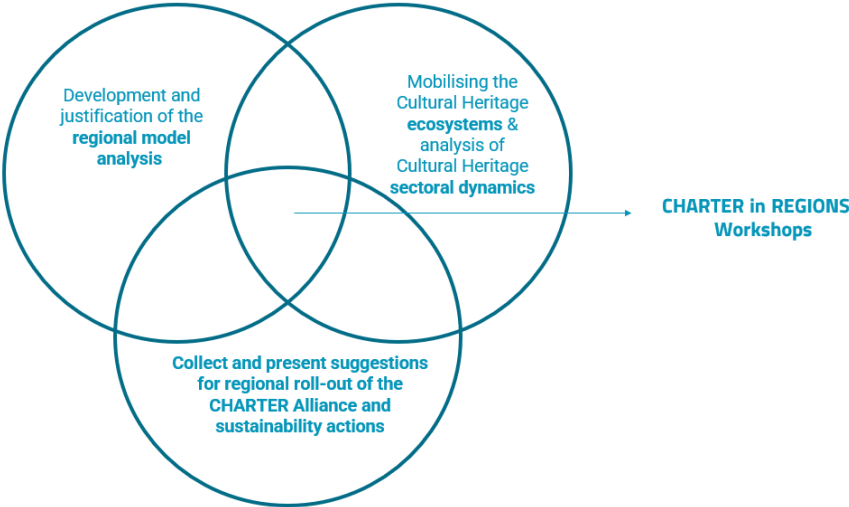 Development and
justification of the
regional model
analysis
Mobilising the
Cultural Heritage
ecosystems &
analysis of
Cultural Heritage
sectoral dynamics
CHARTER in REGIONS
Workshops
Collect and present suggestions
for regional roll-out of the
CHARTER Alliance and
sustainability actions